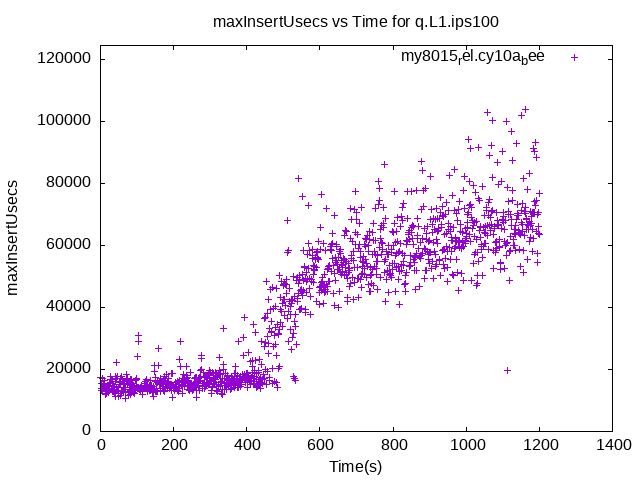 maxInsertUsecs vs Time for q.L1.ips100
my8015rel.cy10abee
120000
100000
80000
60000
40000
20000
0
maxInsertUsecs
0 200 400 600 800 1000 1200 1400
Time(s)